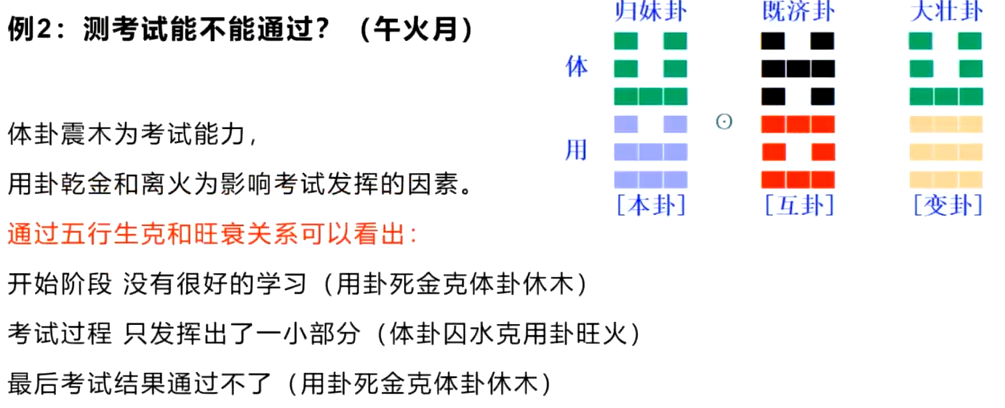 例2：测考试能不能通过？（午火月）
归妹卦 既济卦 大壮卦
体
用
[本卦] [互卦] [变卦]
体卦震木为考试能力，
用卦乾金和离火为影响考试发挥的因素。
通过五行生克和旺衰关系可以看出：
开始阶段 没有很好的学习（用卦死金克体卦休木）
考试过程 只发挥出了一小部分（体卦囚水克用卦旺火）
最后考试结果通过不了（用卦死金克体卦休木）